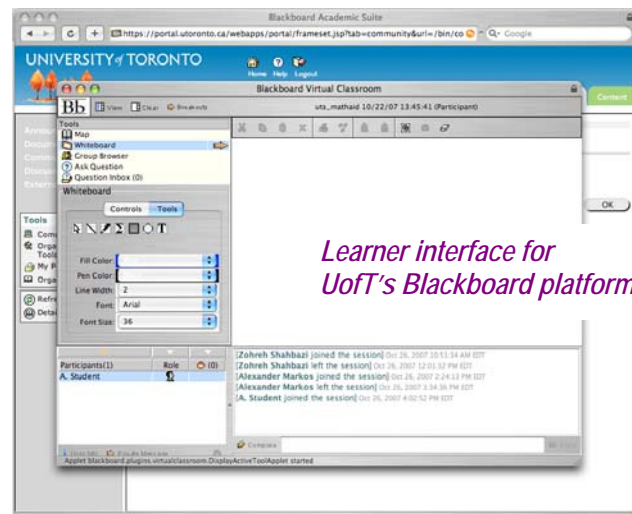 Blackboard Academic Suite
https://portal.utoronto.ca/webapps/portal/frameset.jsp?tab=community&url=/bin/co
Google
UNIVERSITY of TORONTO
Home Help Logout
Content
Blackboard Virtual Classroom
Bb View Clear Breakouts
uts_mathaid 10/22/07 13:45:41 (Participant)
Tools
Map
Whiteboard
Group Browser
Ask Question
Question Inbox (0)
Whiteboard
Controls Tools
Fill Color:
Pen Color:
Line Width: 2
Font: Arial
Font Size: 36
OK
Tools
Learner interface for
UofT's Blackboard platform
Participants(1) Role (0)
A. Student
[Zohreh Shahbazi joined the session] Oct 26, 2007 10:51:34 AM EDT
[Zohreh Shahbazi left the session] Oct 26, 2007 12:01:32 PM EDT
[Alexander Markos joined the session] Oct 26, 2007 2:24:13 PM EDT
[Alexander Markos left the session] Oct 26, 2007 3:34:36 PM EDT
[A. Student joined the session] Oct 26, 2007 4:02:52 PM EDT
Compose
Applet blackboard.plugins.virtualclassroom.DisplayActiveToolApplet started